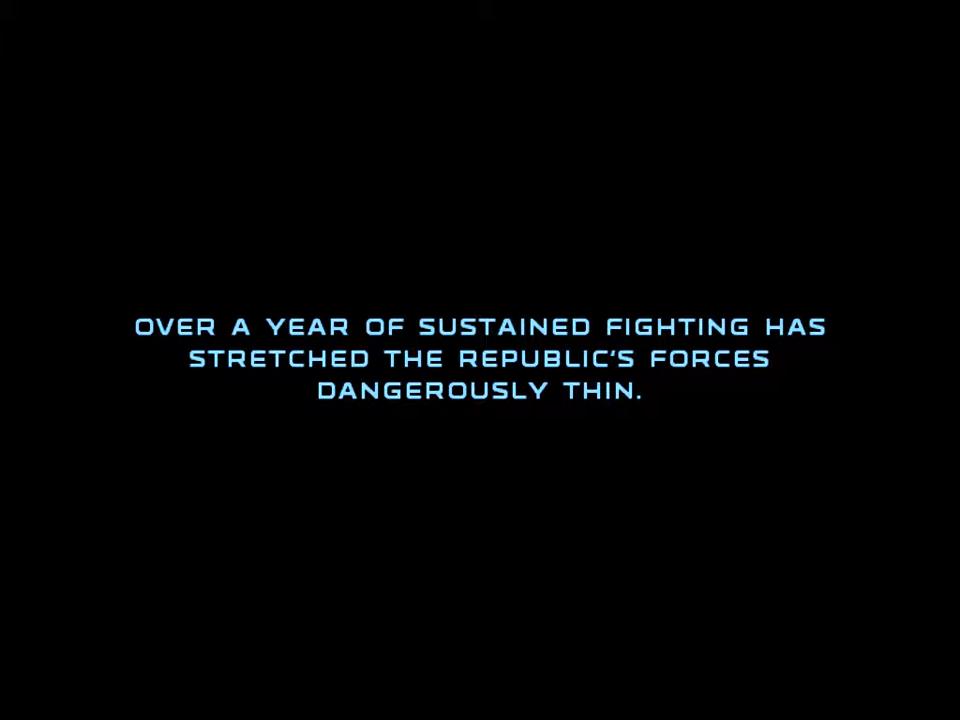 OVER A YEAR OF SUSTAINED FIGHTING HAS
STRETCHED THE REPUBLIC'S FORCES
DANGEROUSLY THIN.